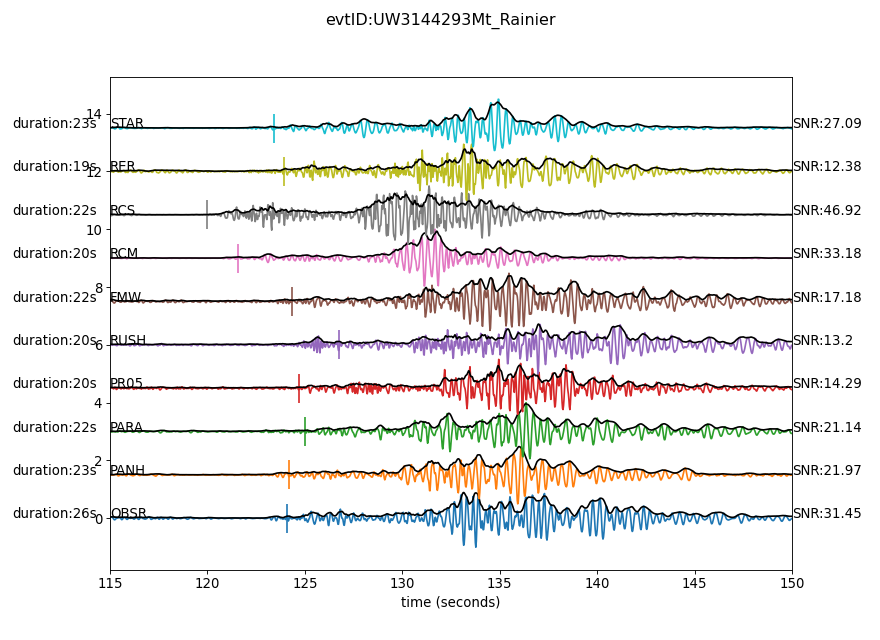 evtID:UW3144293Mt_Rainier
14
duration:23s STAR SNR:27.09
duration:19s RER SNR:12.38
12
duration:22s RCS SNR:46.92
10
duration:20s RCM SNR:33.18
8
duration:22s FMW SNR:17.18
duration:20s RUSH SNR:13.2
6
duration:20s PR05 SNR:14.29
4
duration:22s PARA SNR:21.14
2
duration:23s PANH SNR:21.97
duration:26s OBSR SNR:31.45
0
115 120 125 130 135 140 145 150
time (seconds)